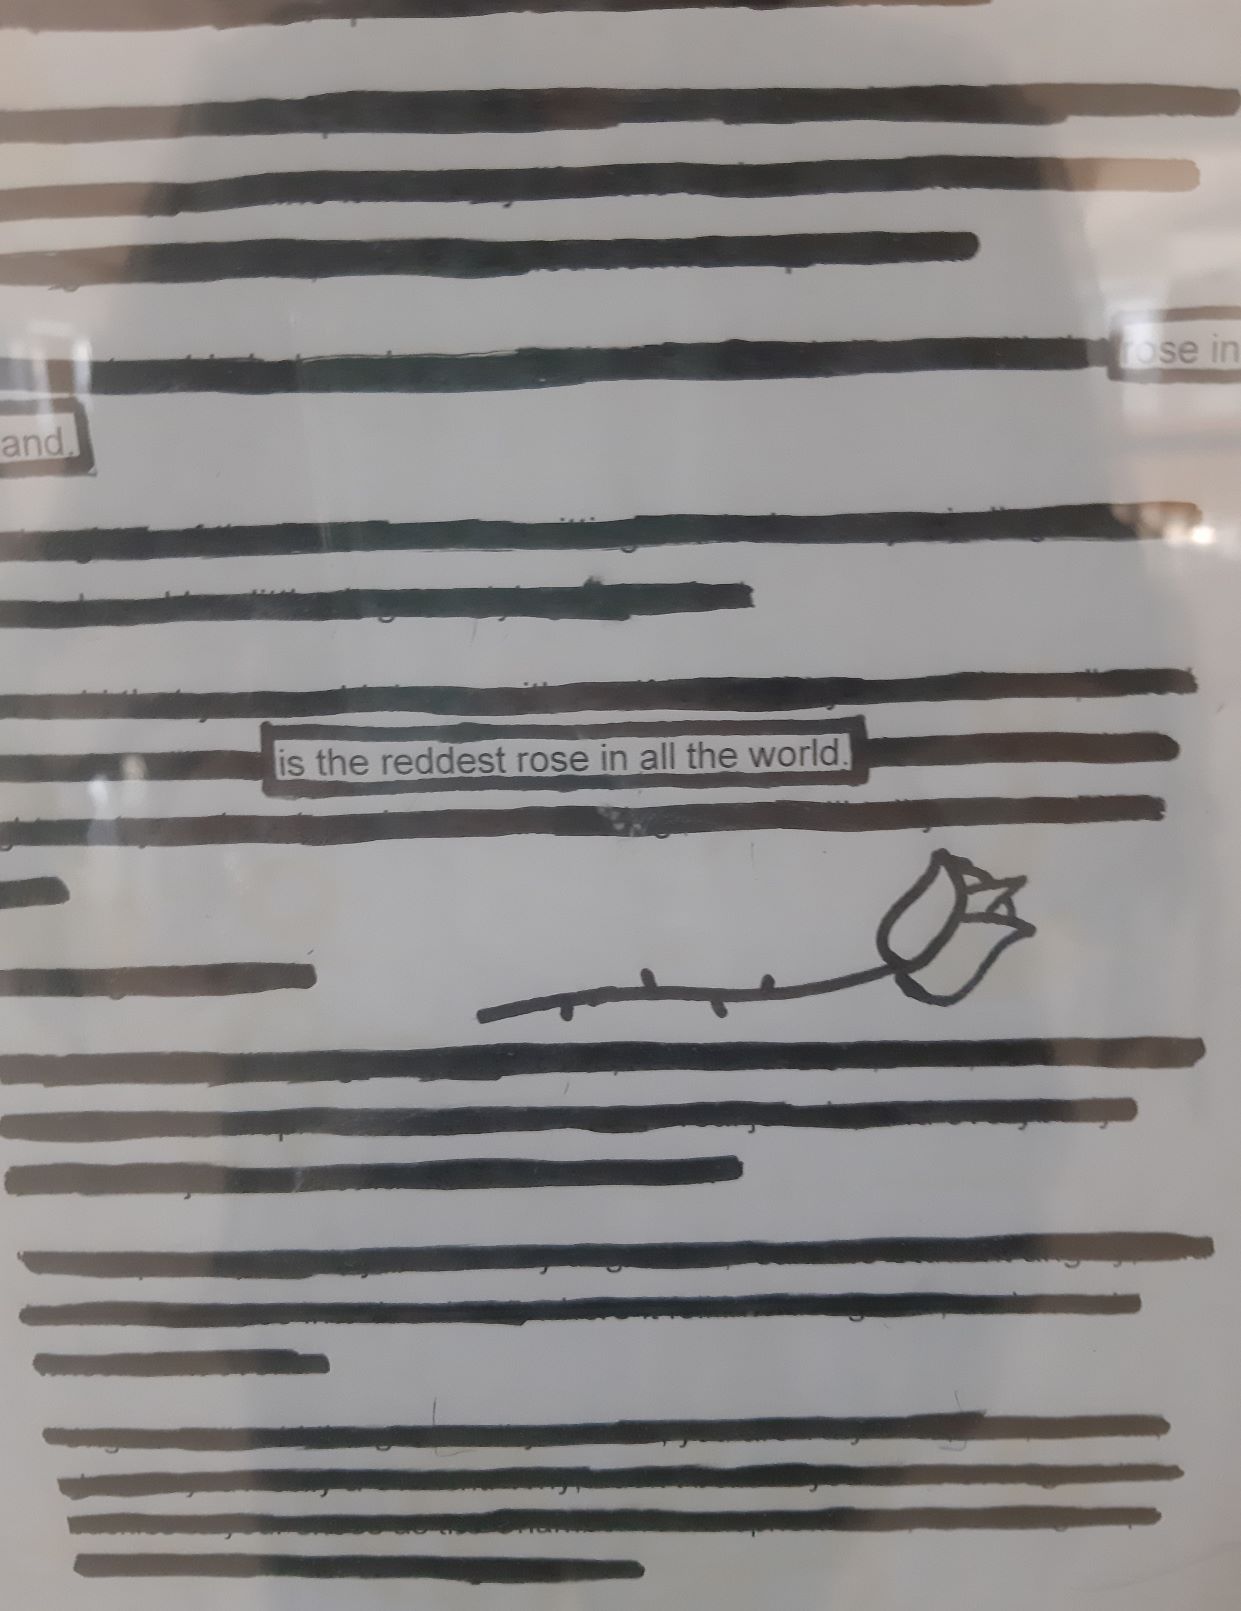 rose in
and.
is the reddest rose in all the world.